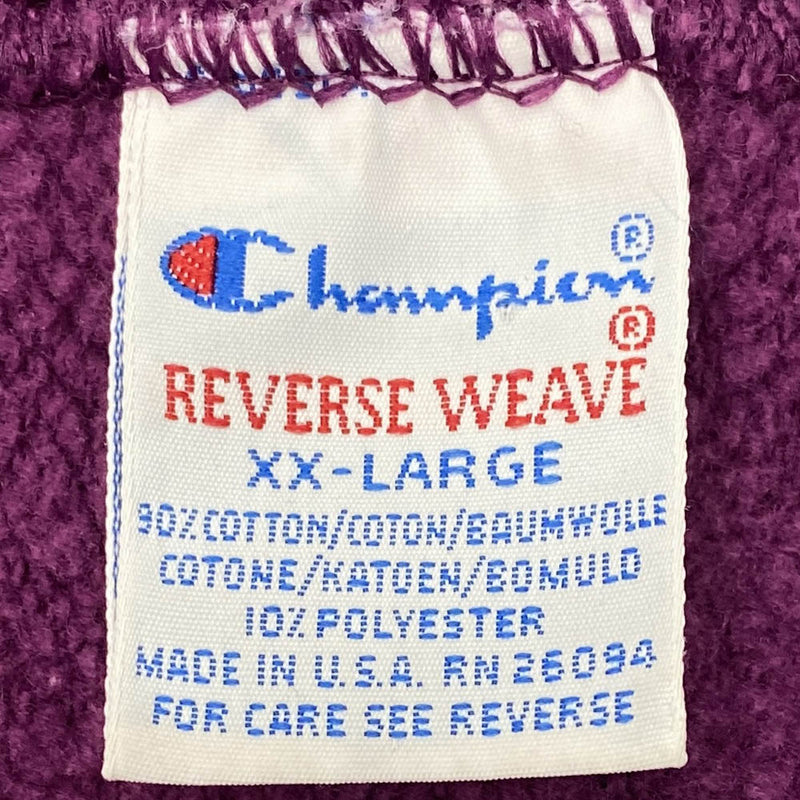 Champion ®
REVERSE WEAVE ®
XX-LARGE
90% COTTON/COTON/BAUMWOLLE
COTONE/KATOEN/BOMULD
10% POLYESTER
MADE IN U.S.A. RN 26094
FOR CARE SEE REVERSE